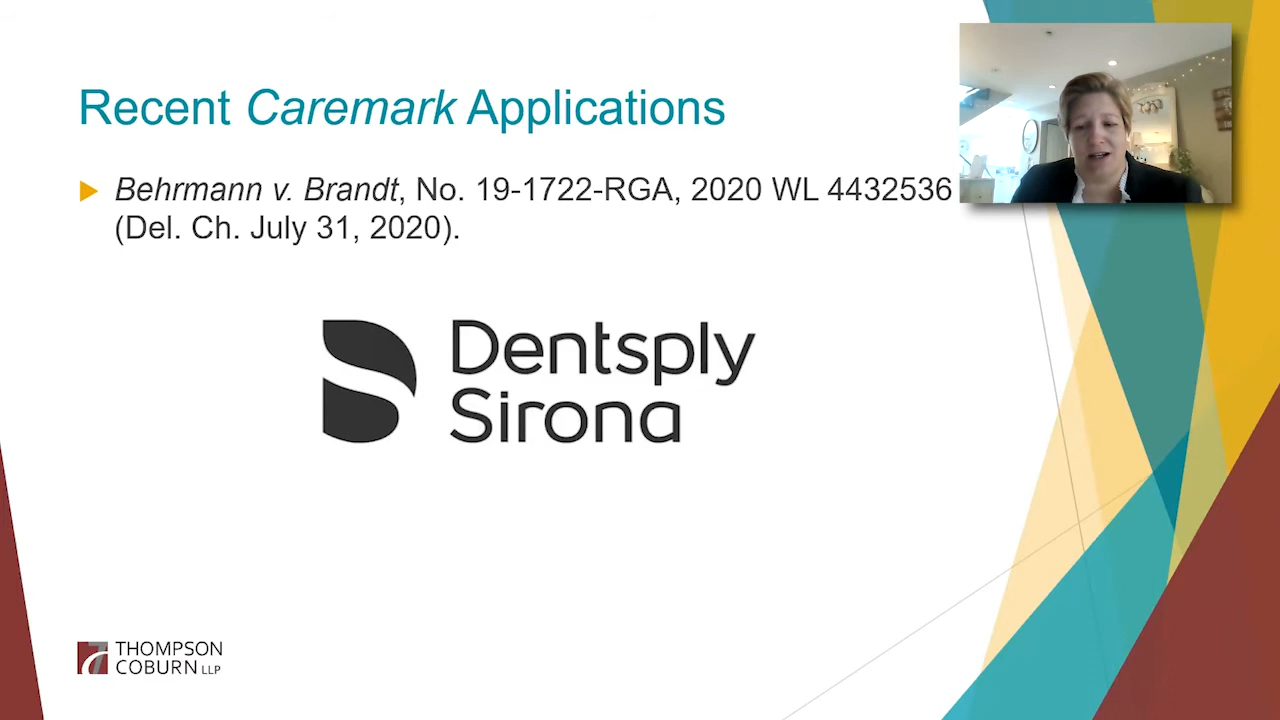 Recent Caremark Applications
Behrmann v. Brandt, No. 19-1722-RGA, 2020 WL 4432536
(Del. Ch. July 31, 2020).
Dentsply
Sirona
THOMPSON
COBURN LLP